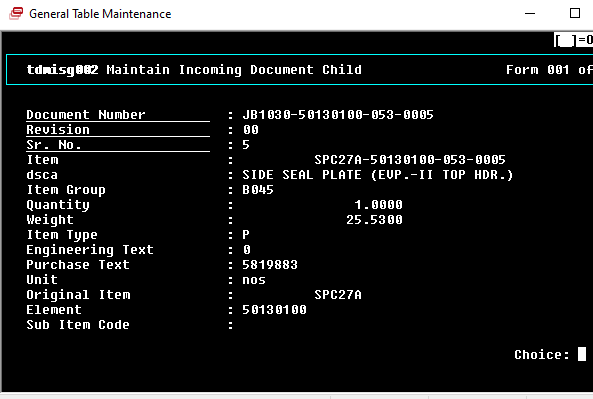 General Table Maintenance
[ ]=O
Maintain Incoming Document Child Form 001 of
Document Number : JB1030-50130100-053-0005
Revision : 00
Sr. No. : 5
Item : SPC27A-50130100-053-0005
dsca : SIDE SEAL PLATE (EVP.-II TOP HDR.)
Item Group : B045
Quantity : 1.0000
Weight : 25.5300
Item Type : P
Engineering Text : 0
Purchase Text : 5819883
Unit : nos
Original Item : SPC27A
Element : 50130100
Sub Item Code :
Choice: